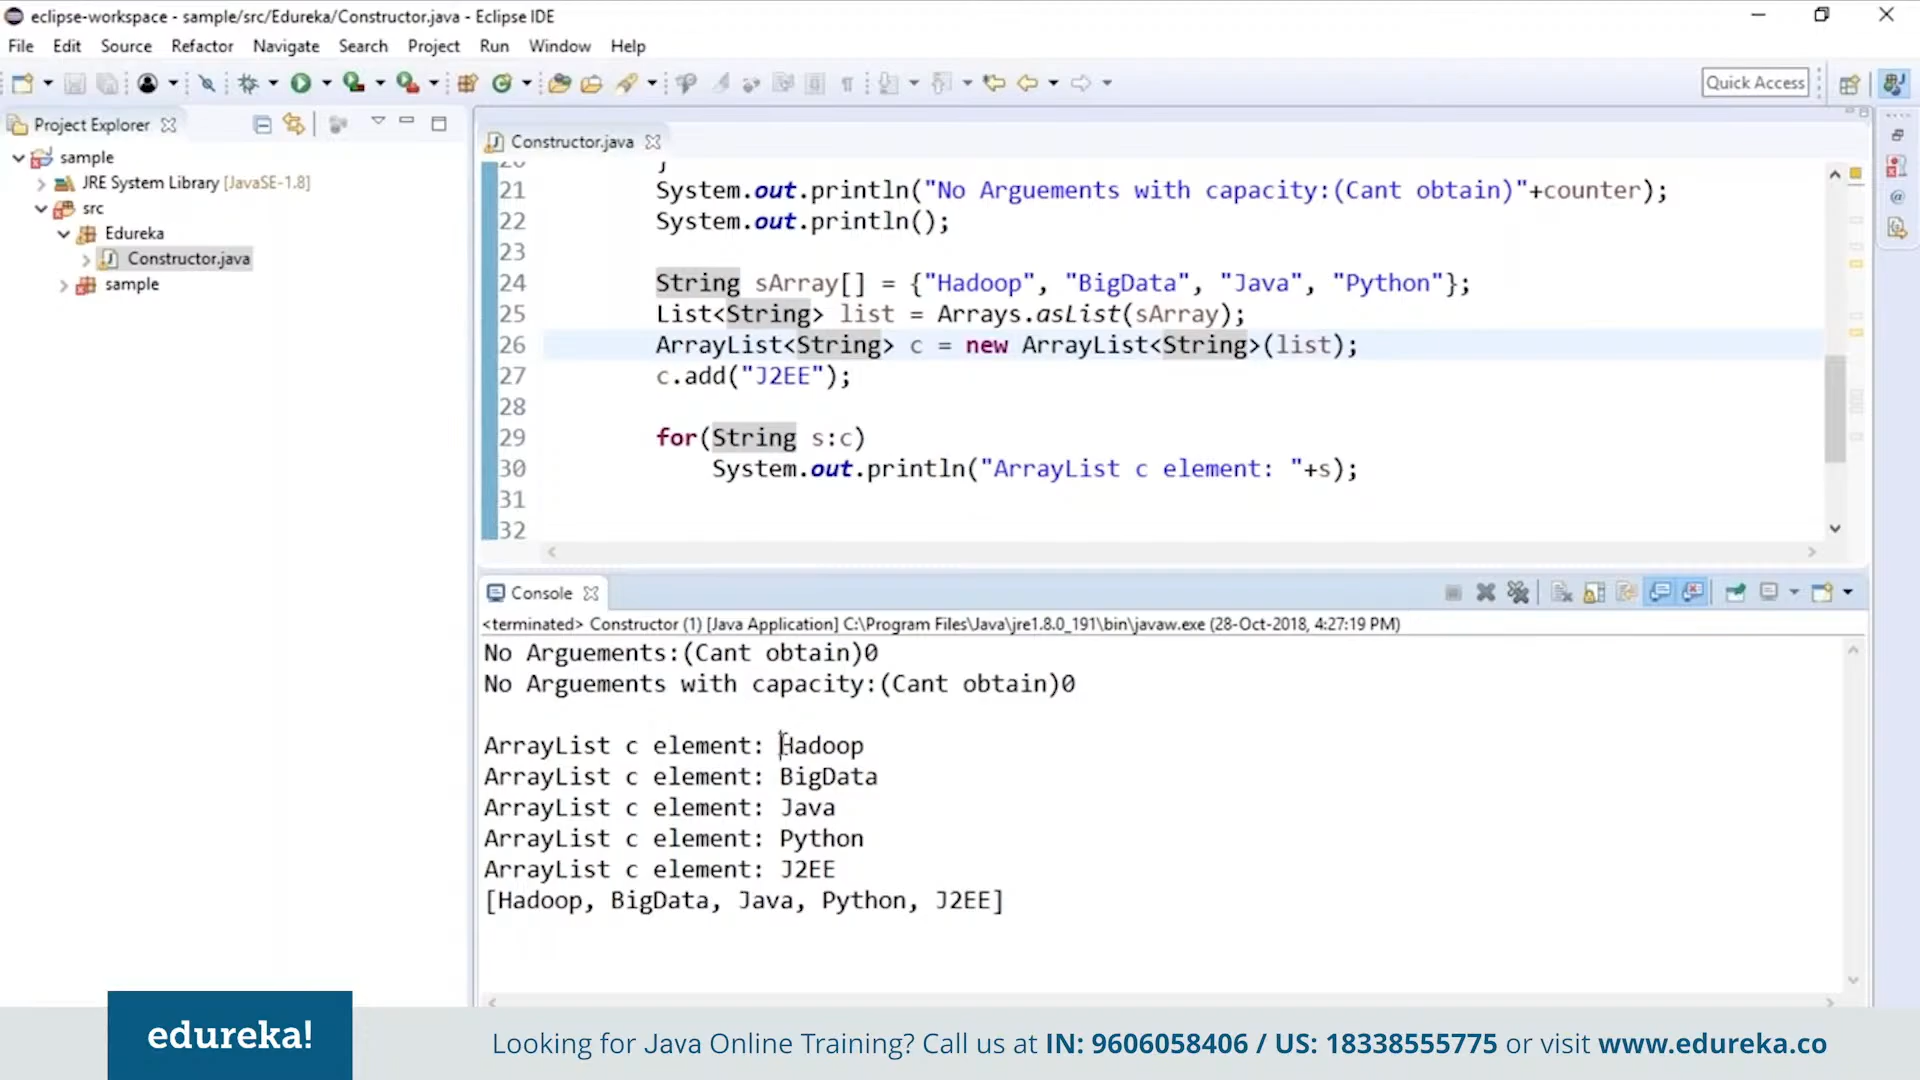 eclipse-workspace - sample/src/Edureka/Constructor.java - Eclipse IDE
File Edit Source Refactor Navigate Search Project Run Window Help
Quick Access
Project Explorer
sample
JRE System Library [JavaSE-1.8]
src
Edureka
Constructor.java
sample
Constructor.java
20 }
21 System.out.println("No Arguements with capacity:(Cant obtain)"+counter);
22 System.out.println();
23
24 String sArray[] = {"Hadoop", "BigData", "Java", "Python"};
25 List<String> list = Arrays.asList(sArray);
26 ArrayList<String> c = new ArrayList<String>(list);
27 c.add("J2EE");
28
29 for(String s:c)
30 System.out.println("ArrayList c element: "+s);
31
32
Console
<terminated> Constructor (1) [Java Application] C:\Program Files\Java\jre1.8.0_191\bin\javaw.exe (28-Oct-2018, 4:27:19 PM)
No Arguements:(Cant obtain)0
No Arguements with capacity:(Cant obtain)0
ArrayList c element: Hadoop
ArrayList c element: BigData
ArrayList c element: Java
ArrayList c element: Python
ArrayList c element: J2EE
[Hadoop, BigData, Java, Python, J2EE]
edureka!
Looking for Java Online Training? Call us at IN: 9606058406 / US: 18338555775 or visit www.edureka.co